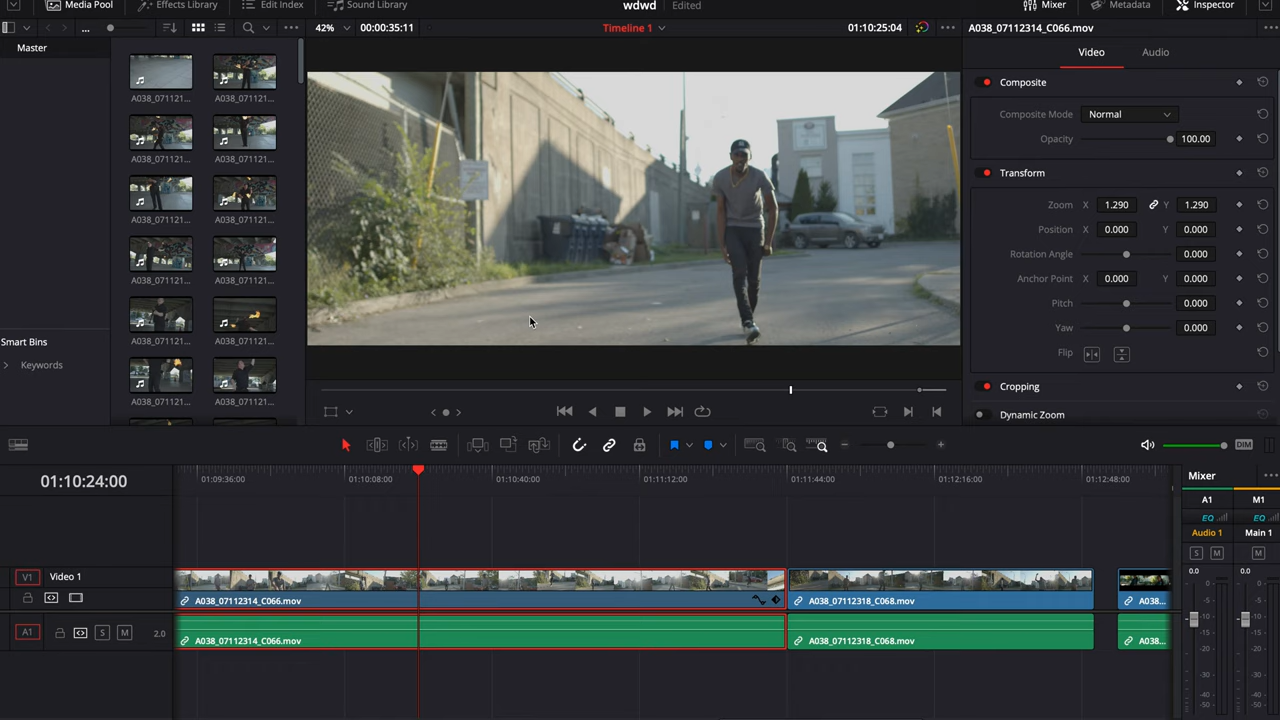 Media Pool
Effects Library
Edit Index
Sound Library
wdwd
Edited
Mixer
Metadata
Inspector
...
42%
00:00:35:11
Timeline 1
01:10:25:04
A038_07112314_C066.mov
Master
Video
Audio
A038_071121...
A038_071121...
Composite
Composite Mode
Normal
Opacity
100.00
A038_071121...
A038_071121...
Transform
Zoom
X
1.290
Y
1.290
A038_071121...
A038_071121...
Position
X
0.000
Y
0.000
Rotation Angle
0.000
A038_071121...
A038_071121...
Anchor Point
X
0.000
Y
0.000
Pitch
0.000
Yaw
0.000
Smart Bins
A038_071121...
A038_071121...
Flip
Keywords
Cropping
A038_071121...
A038_071121...
Dynamic Zoom
DIM
01:10:24:00
01:09:36:00
01:10:08:00
01:10:40:00
01:11:12:00
01:11:44:00
01:12:16:00
01:12:48:00
Mixer
A1
M1
EQ
EQ
Audio 1
Main 1
S
M
M
V1
Video 1
0.0
0.0
A038_07112314_C066.mov
A038_07112318_C068.mov
A038...
A1
S
M
2.0
A038_07112314_C066.mov
A038_07112318_C068.mov
A038...
0
-5
-10
-15
-20
-30
-40
-50
0
-5
-10
-15
-20
-30
-40
-50